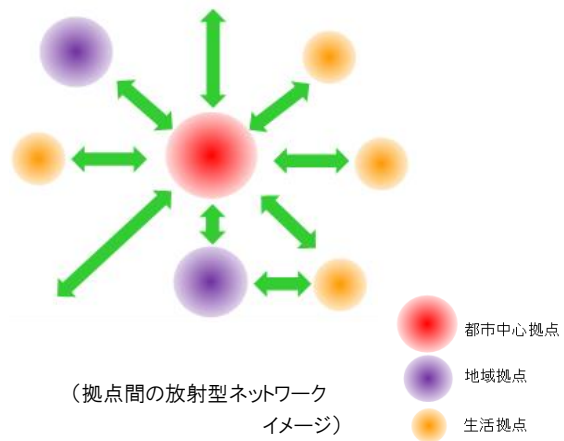 都市中心拠点
地域拠点
生活拠点
（拠点間の放射型ネットワーク
イメージ）